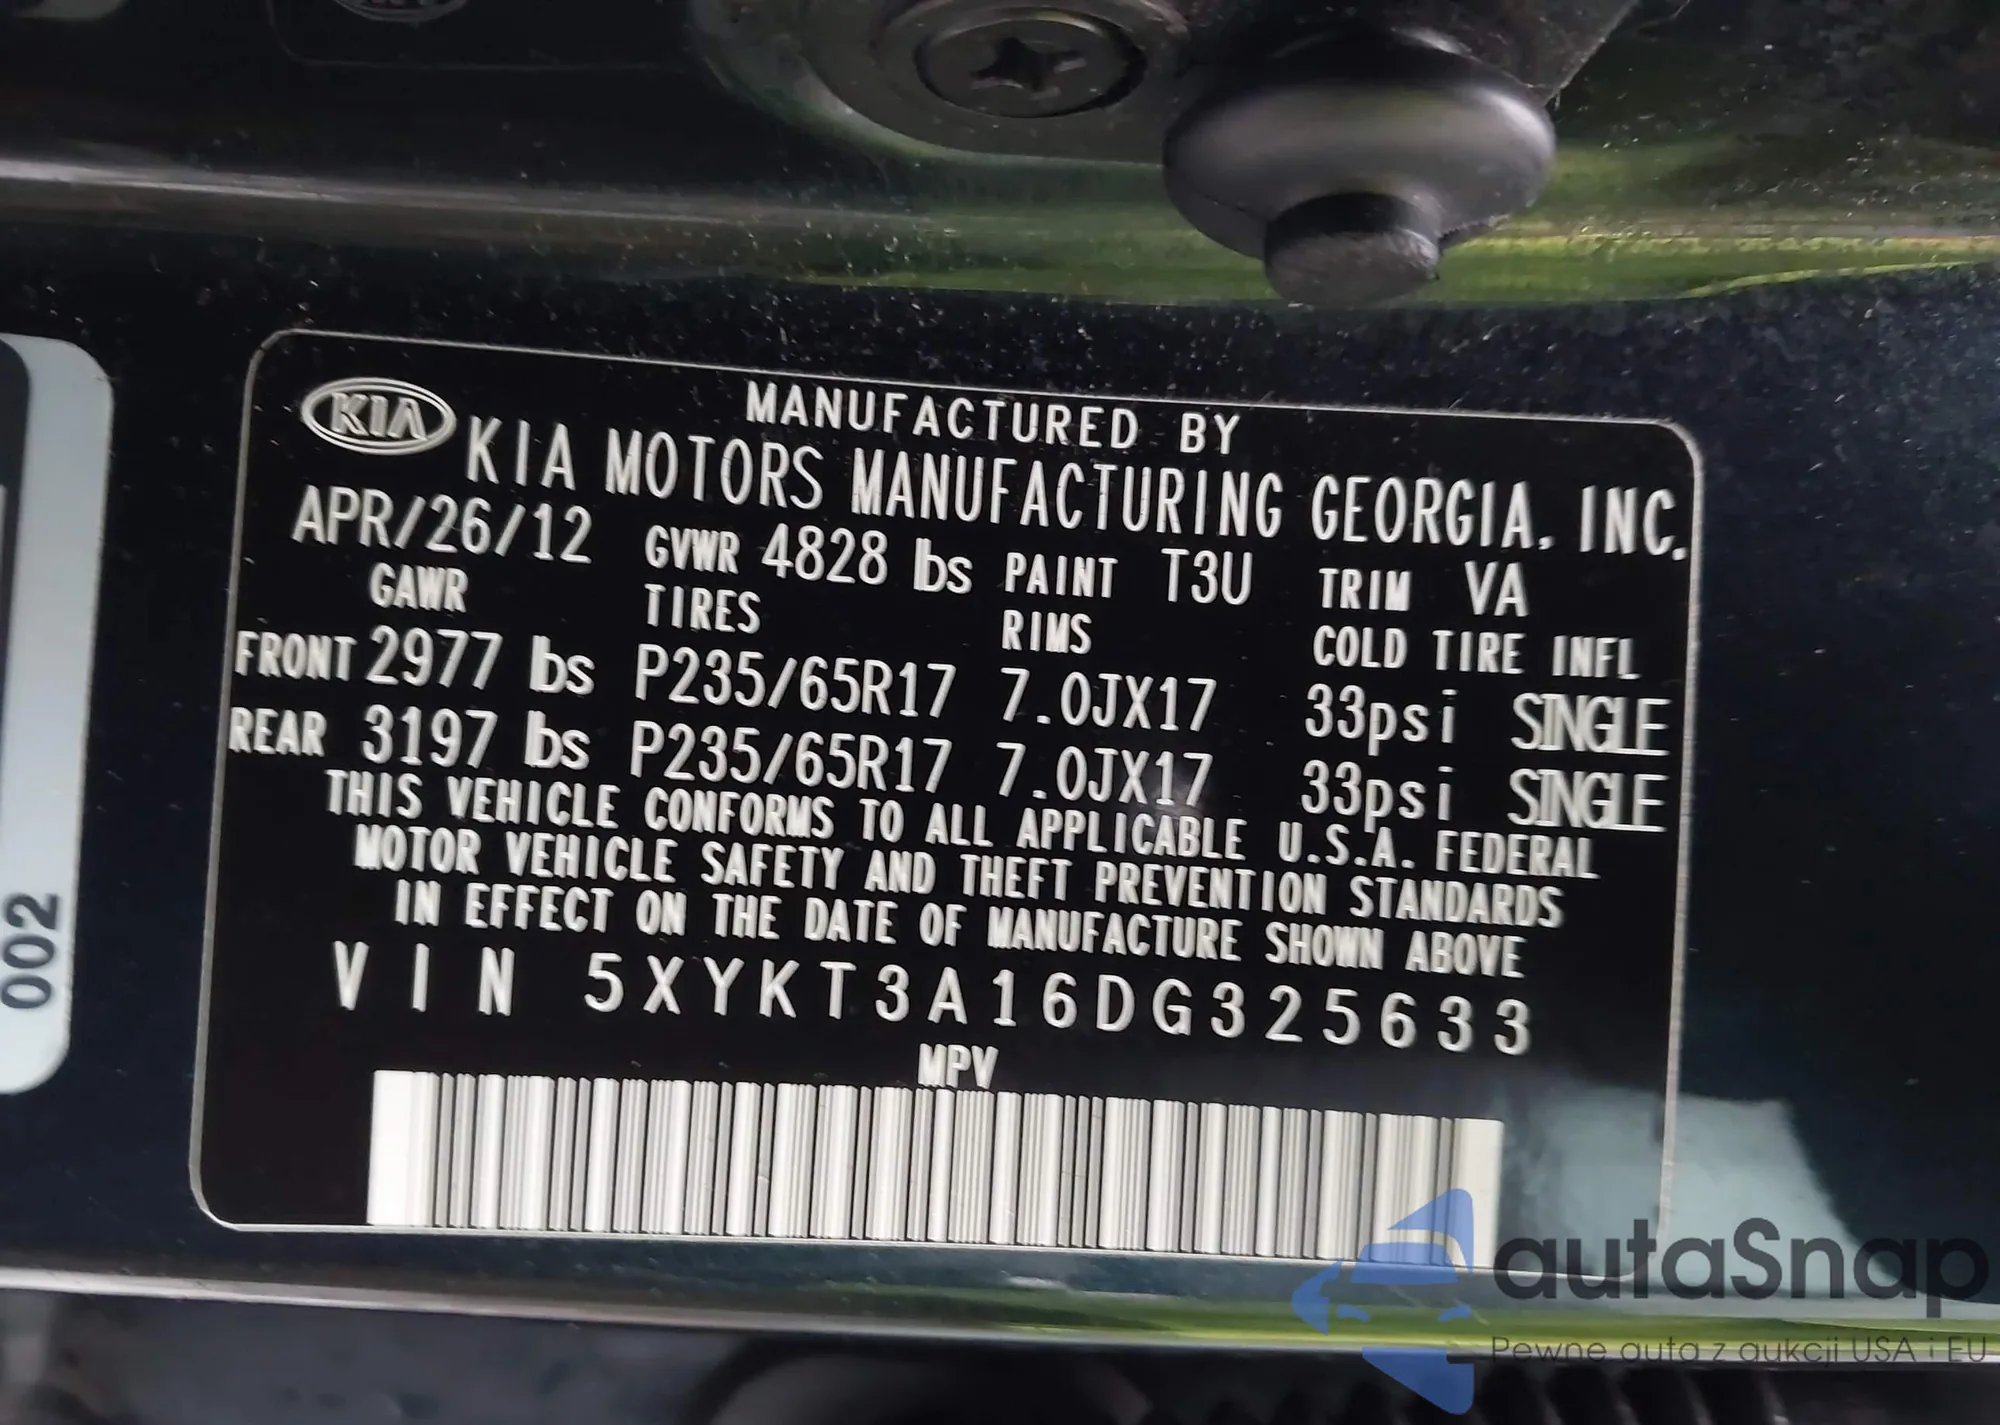 KIA
MANUFACTURED BY
KIA MOTORS MANUFACTURING GEORGIA, INC.
APR/26/12 GVWR 4828 lbs PAINT T3U TRIM VA
GAWR TIRES RIMS COLD TIRE INFL
FRONT 2977 lbs P235/65R17 7.0JX17 33psi SINGLE
REAR 3197 lbs P235/65R17 7.0JX17 33psi SINGLE
THIS VEHICLE CONFORMS TO ALL APPLICABLE U.S.A. FEDERAL
MOTOR VEHICLE SAFETY AND THEFT PREVENTION STANDARDS
IN EFFECT ON THE DATE OF MANUFACTURE SHOWN ABOVE
VIN 5XYKT3A16DG325633
MPV
002
autaSnap
Pewne auta z aukcji USA i EU